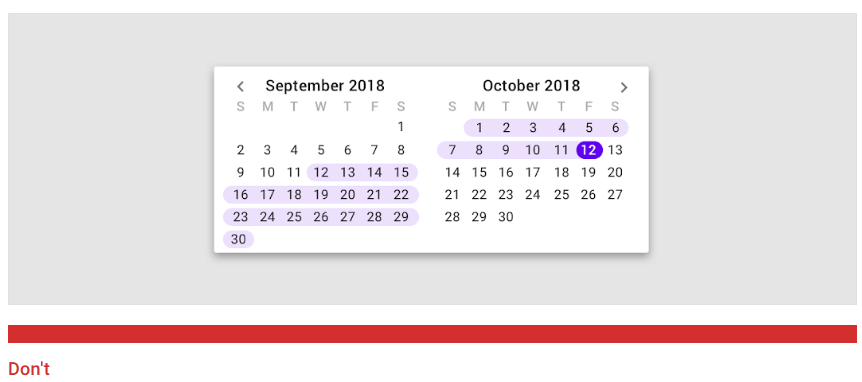 September 2018
S M T W T F S
1
2 3 4 5 6 7 8
9 10 11 12 13 14 15
16 17 18 19 20 21 22
23 24 25 26 27 28 29
30
October 2018
S M T W T F S
1 2 3 4 5 6
7 8 9 10 11 12 13
14 15 16 17 18 19 20
21 22 23 24 25 26 27
28 29 30
Don't